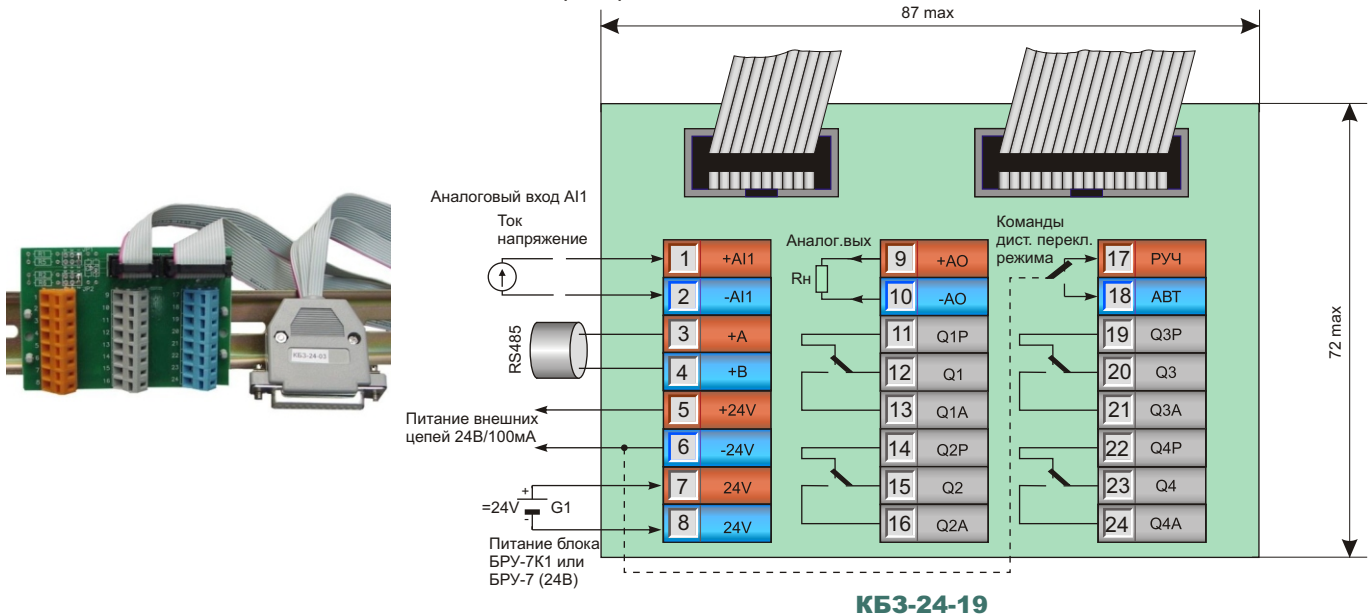 87 max
72 max
Аналоговый вход AI1
Ток
напряжение
RS485
Питание внешних
цепей 24В/100мА
+
=24V
-
G1
Питание блока
БРУ-7К1 или
БРУ-7 (24В)
1 +AI1
2 -AI1
3 +A
4 +B
5 +24V
6 -24V
7 24V
8 24V
Аналог.вых
Rн
9 +AO
10 -AO
11 Q1P
12 Q1
13 Q1A
14 Q2P
15 Q2
16 Q2A
Команды
дист. перекл.
режима
17 РУЧ
18 АВТ
19 Q3P
20 Q3
21 Q3A
22 Q4P
23 Q4
24 Q4A
КБЗ-24-19
КБЗ-24-03